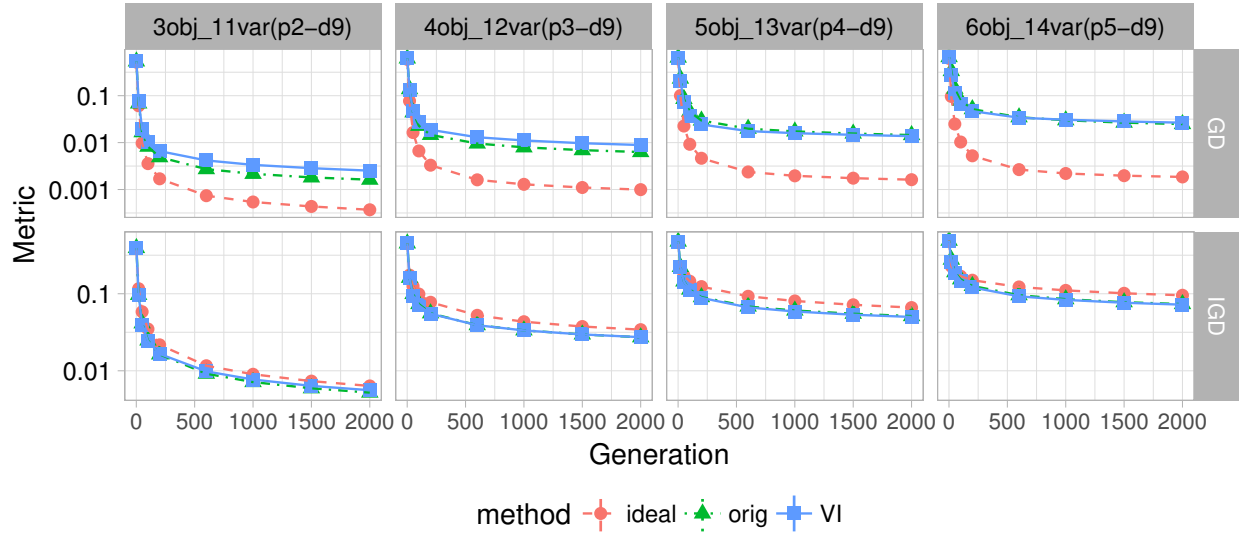 3obj_11var(p2−d9) 4obj_12var(p3−d9) 5obj_13var(p4−d9) 6obj_14var(p5−d9)
Metric
0.1
0.01
0.001
GD
0.1
0.01
IGD
0 500 1000 1500 2000 0 500 1000 1500 2000 0 500 1000 1500 2000 0 500 1000 1500 2000
Generation
method ideal orig VI